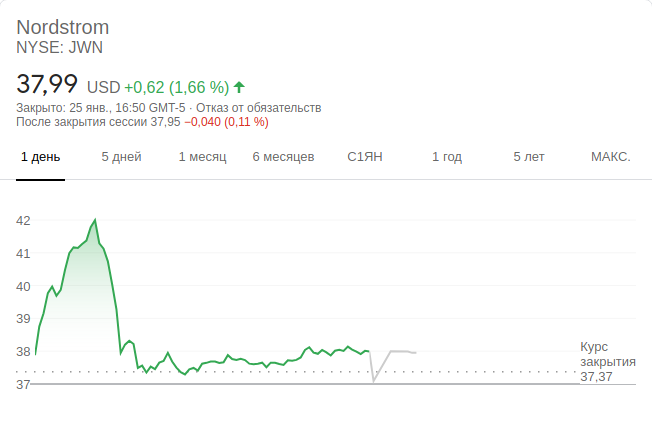 Nordstrom
NYSE: JWN
37,99 USD +0,62 (1,66 %)
Закрыто: 25 янв., 16:50 GMT-5 · Отказ от обязательств
После закрытия сессии 37,95 −0,040 (0,11 %)
1 день 5 дней 1 месяц 6 месяцев С1ЯН 1 год 5 лет МАКС.
42
41
40
39
38
Курс
закрытия
37,37
37